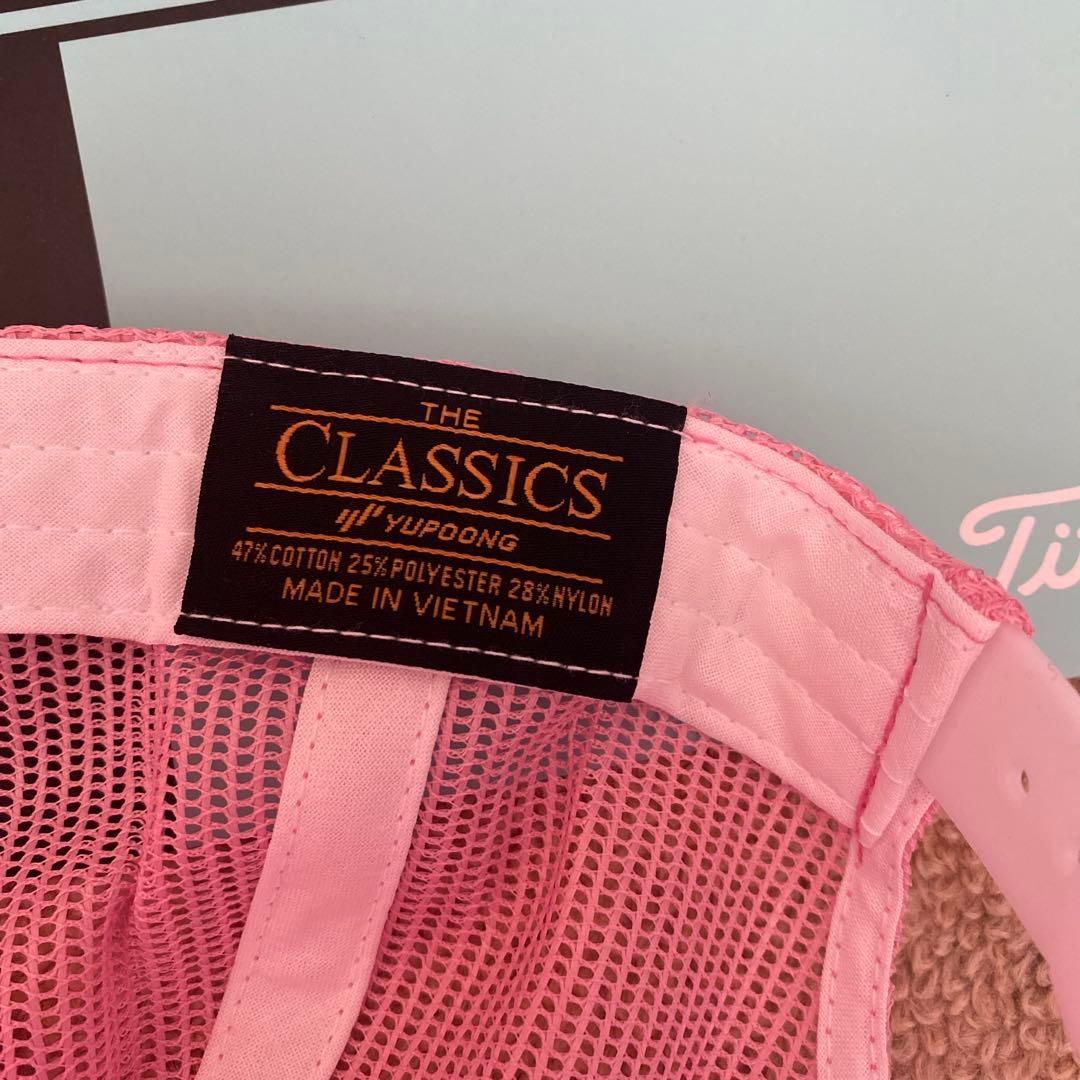 THE
CLASSICS
YUPOONG
47%COTTON 25%POLYESTER 28%NYLON
MADE IN VIETNAM